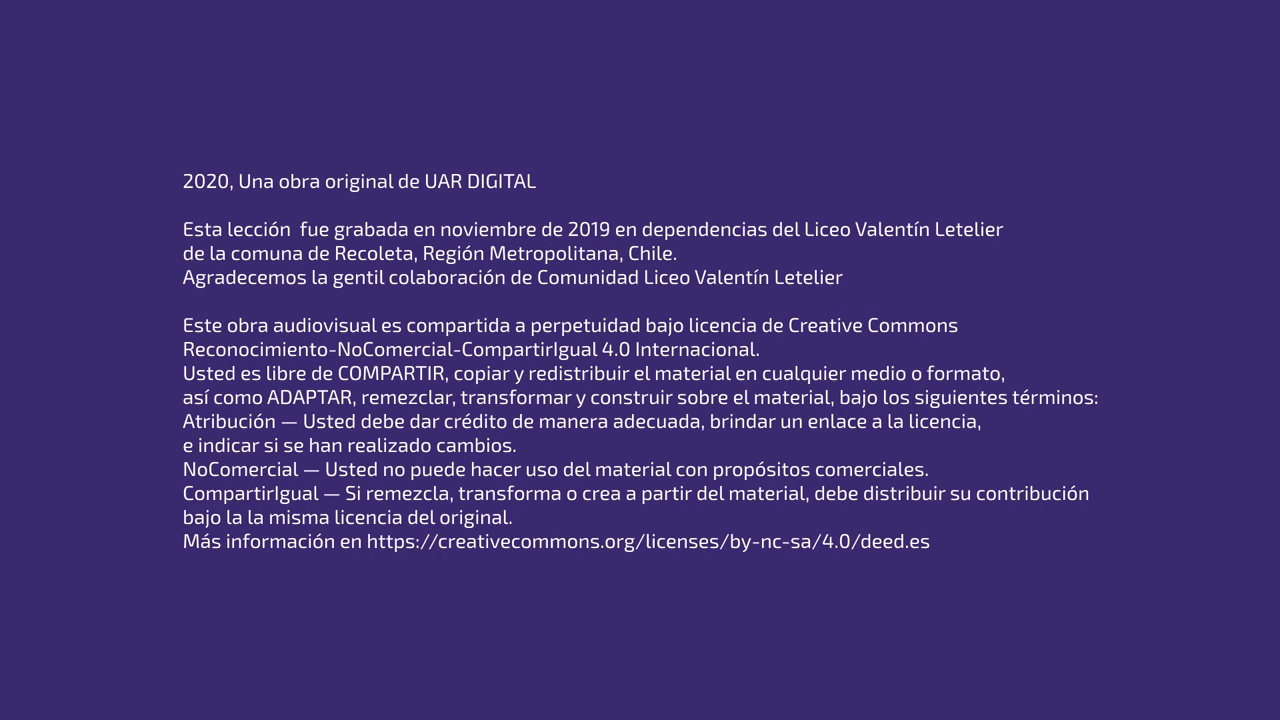 2020, Una obra original de UAR DIGITAL
Esta lección  fue grabada en noviembre de 2019 en dependencias del Liceo Valentín Letelier
de la comuna de Recoleta, Región Metropolitana, Chile.
Agradecemos la gentil colaboración de Comunidad Liceo Valentín Letelier
Este obra audiovisual es compartida a perpetuidad bajo licencia de Creative Commons
Reconocimiento-NoComercial-CompartirIgual 4.0 Internacional.
Usted es libre de COMPARTIR, copiar y redistribuir el material en cualquier medio o formato,
así como ADAPTAR, remezclar, transformar y construir sobre el material, bajo los siguientes términos:
Atribución — Usted debe dar crédito de manera adecuada, brindar un enlace a la licencia,
e indicar si se han realizado cambios.
NoComercial — Usted no puede hacer uso del material con propósitos comerciales.
CompartirIgual — Si remezcla, transforma o crea a partir del material, debe distribuir su contribución
bajo la la misma licencia del original.
Más información en https://creativecommons.org/licenses/by-nc-sa/4.0/deed.es